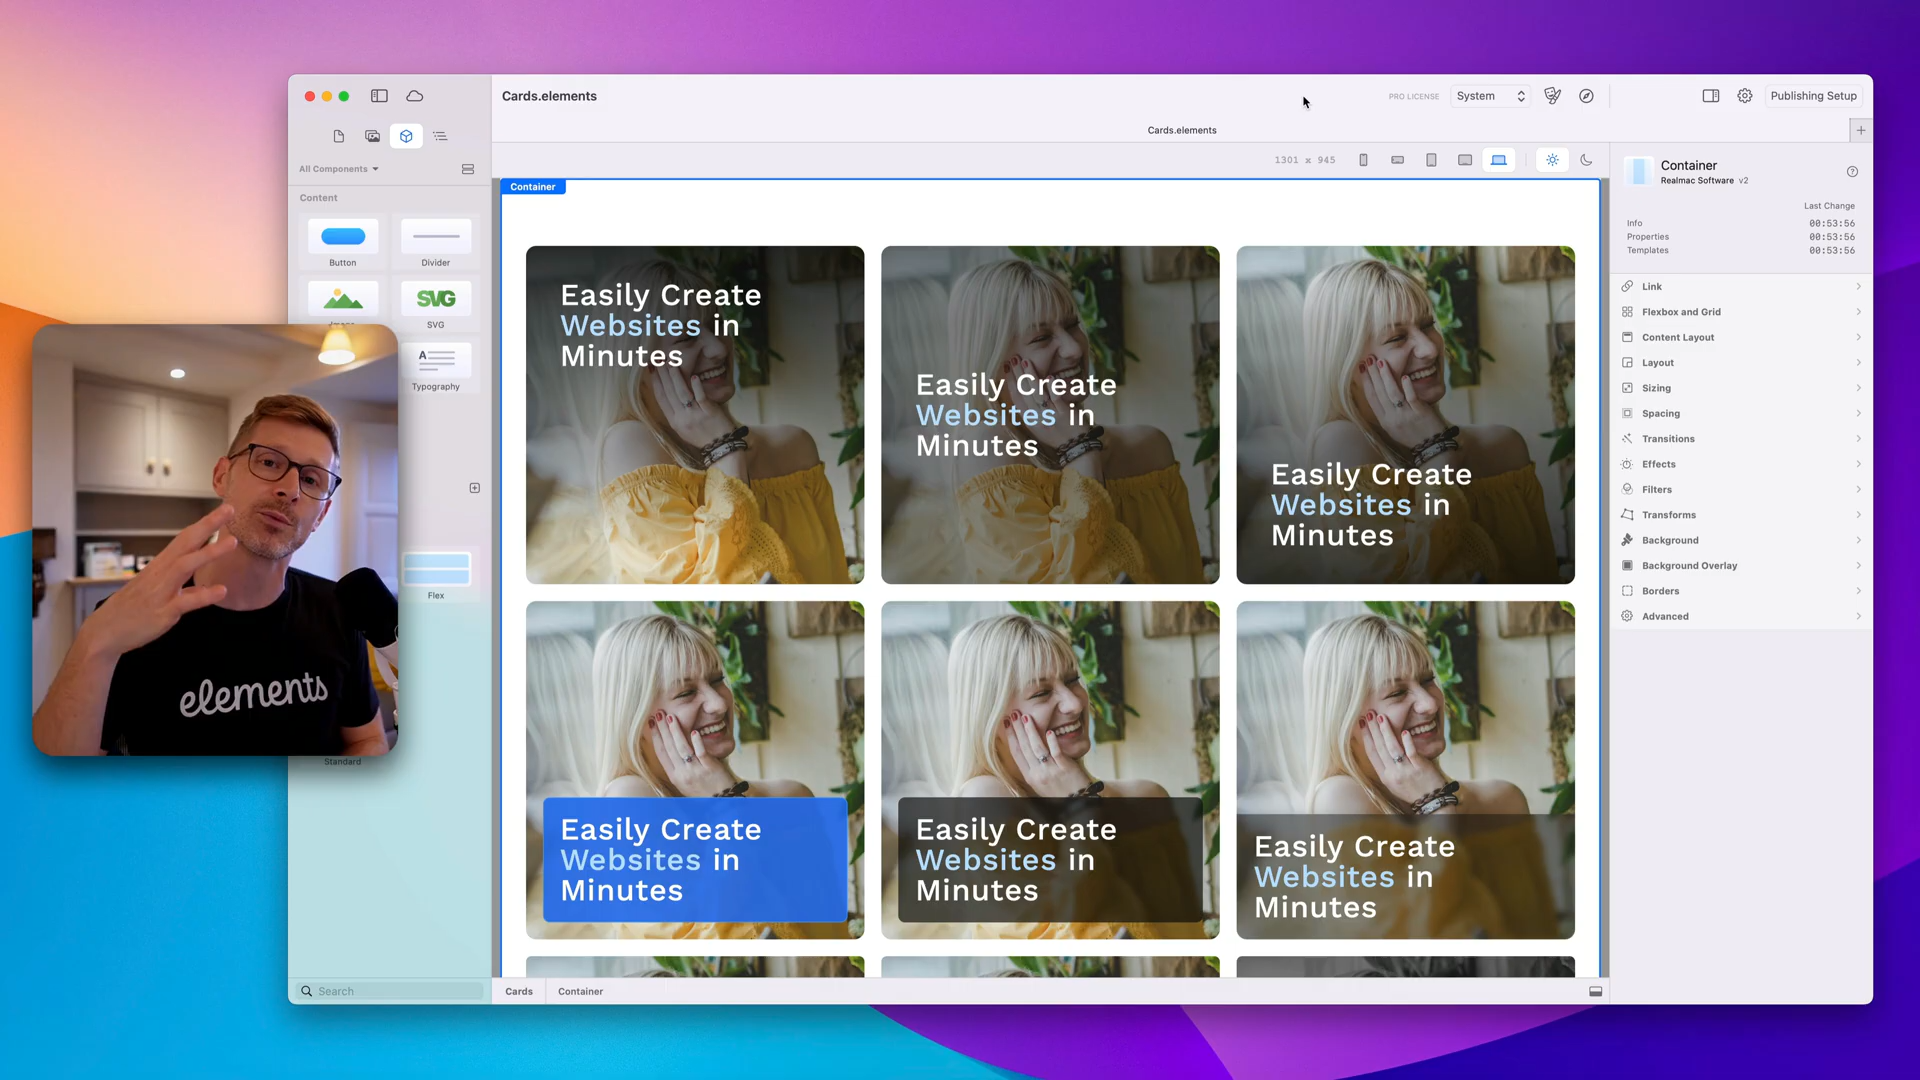 Cards.elements
PRO LICENSE
System
Publishing Setup
Cards.elements
All Components
1301 x 945
Content
Container
Container
Realmac Software v2
Button
Divider
Last Change
Info 00:53:56
Properties 00:53:56
Templates 00:53:56
SVG
Image
SVG
A
Typography
Flex
Standard
Link
Flexbox and Grid
Content Layout
Layout
Sizing
Spacing
Transitions
Effects
Filters
Transforms
Background
Background Overlay
Borders
Advanced
Easily Create
Websites in
Minutes
Easily Create
Websites in
Minutes
Easily Create
Websites in
Minutes
Easily Create
Websites in
Minutes
Easily Create
Websites in
Minutes
Easily Create
Websites in
Minutes
elements
Search
Cards
Container